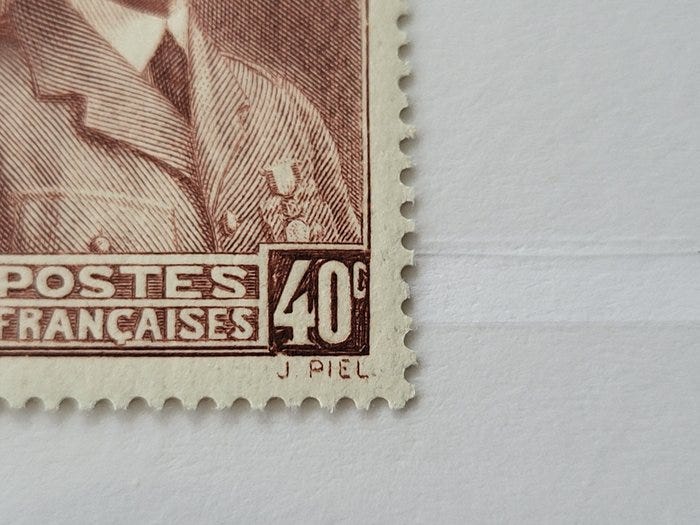 POSTES
FRANÇAISES
40c
J. PIEL